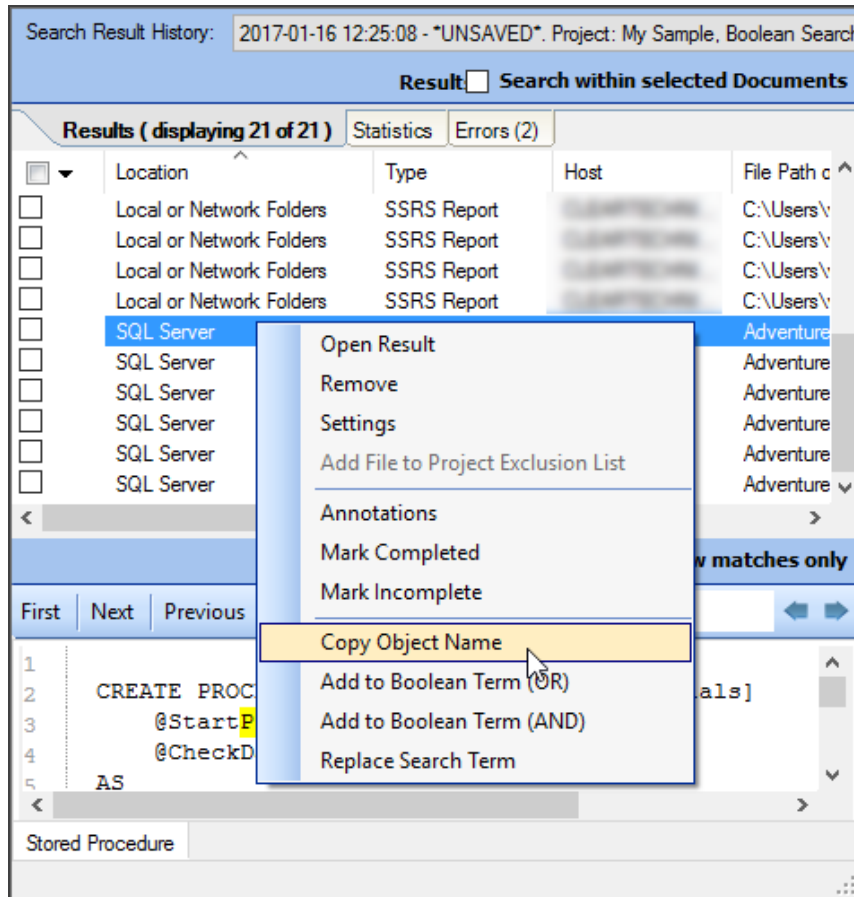 Search Result History: 2017-01-16 12:25:08 - *UNSAVED*. Project: My Sample, Boolean Search
Result: Search within selected Documents
Results ( displaying 21 of 21 ) Statistics Errors (2)
Location Type Host File Path
Local or Network Folders SSRS Report C:\Users\
Local or Network Folders SSRS Report C:\Users\
Local or Network Folders SSRS Report C:\Users\
Local or Network Folders SSRS Report C:\Users\
SQL Server Adventure
SQL Server Adventure
SQL Server Adventure
SQL Server Adventure
SQL Server Adventure
SQL Server Adventure
Open Result
Remove
Settings
Add File to Project Exclusion List
Annotations
Mark Completed
Mark Incomplete
Copy Object Name
Add to Boolean Term (OR)
Add to Boolean Term (AND)
Replace Search Term
w matches only
First Next Previous
1
2 CREATE PROC als]
3 @StartP
4 @CheckD
5 AS
Stored Procedure